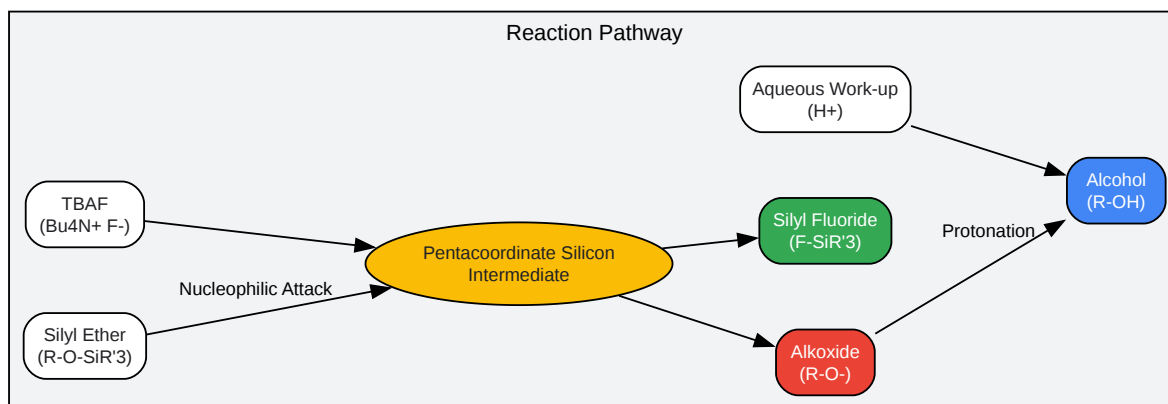 Reaction Pathway
Aqueous Work-up
(H+)
TBAF
(Bu4N+ F-)
Silyl Fluoride
(F-SiR'3)
Alcohol
(R-OH)
Protonation
Pentacoordinate Silicon
Intermediate
Nucleophilic Attack
Silyl Ether
(R-O-SiR'3)
Alkoxide
(R-O-)